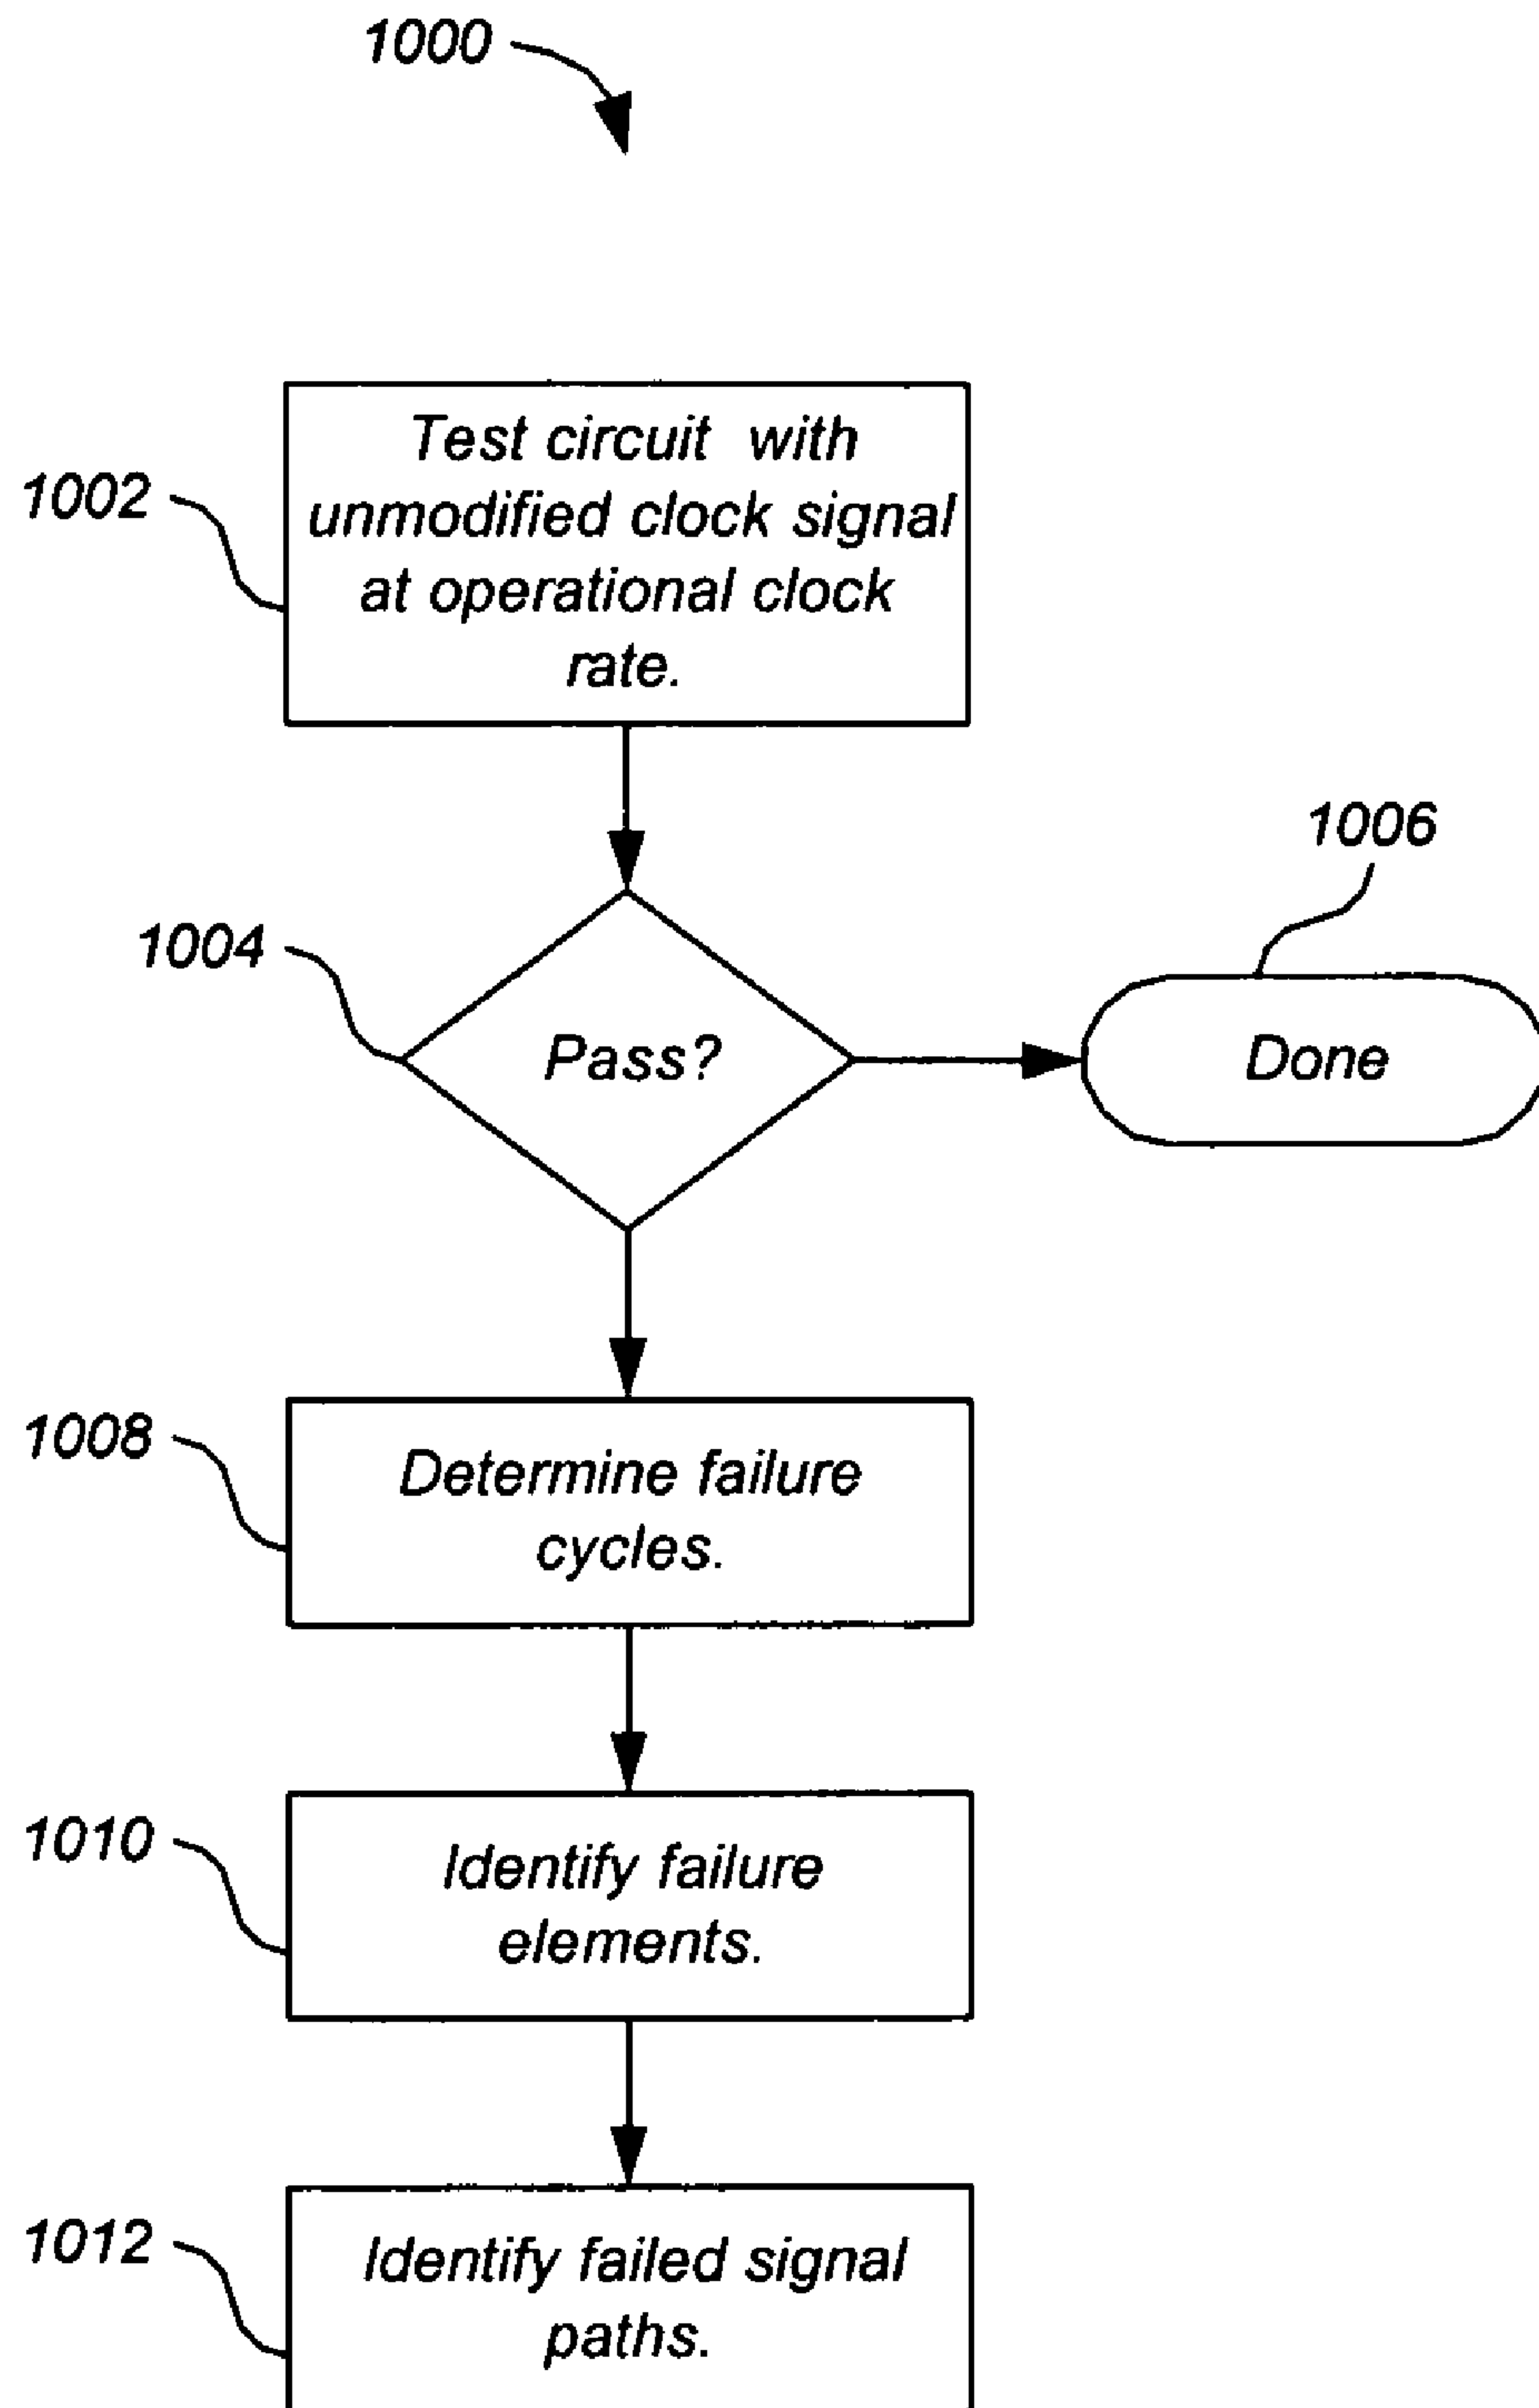 1000
1002
Test circuit with
unmodified clock signal
at operational clock
rate.
1006
1004
Pass?
Done
1008
Determine failure
cycles.
1010
Identify failure
elements.
1012
Identify failed signal
paths.